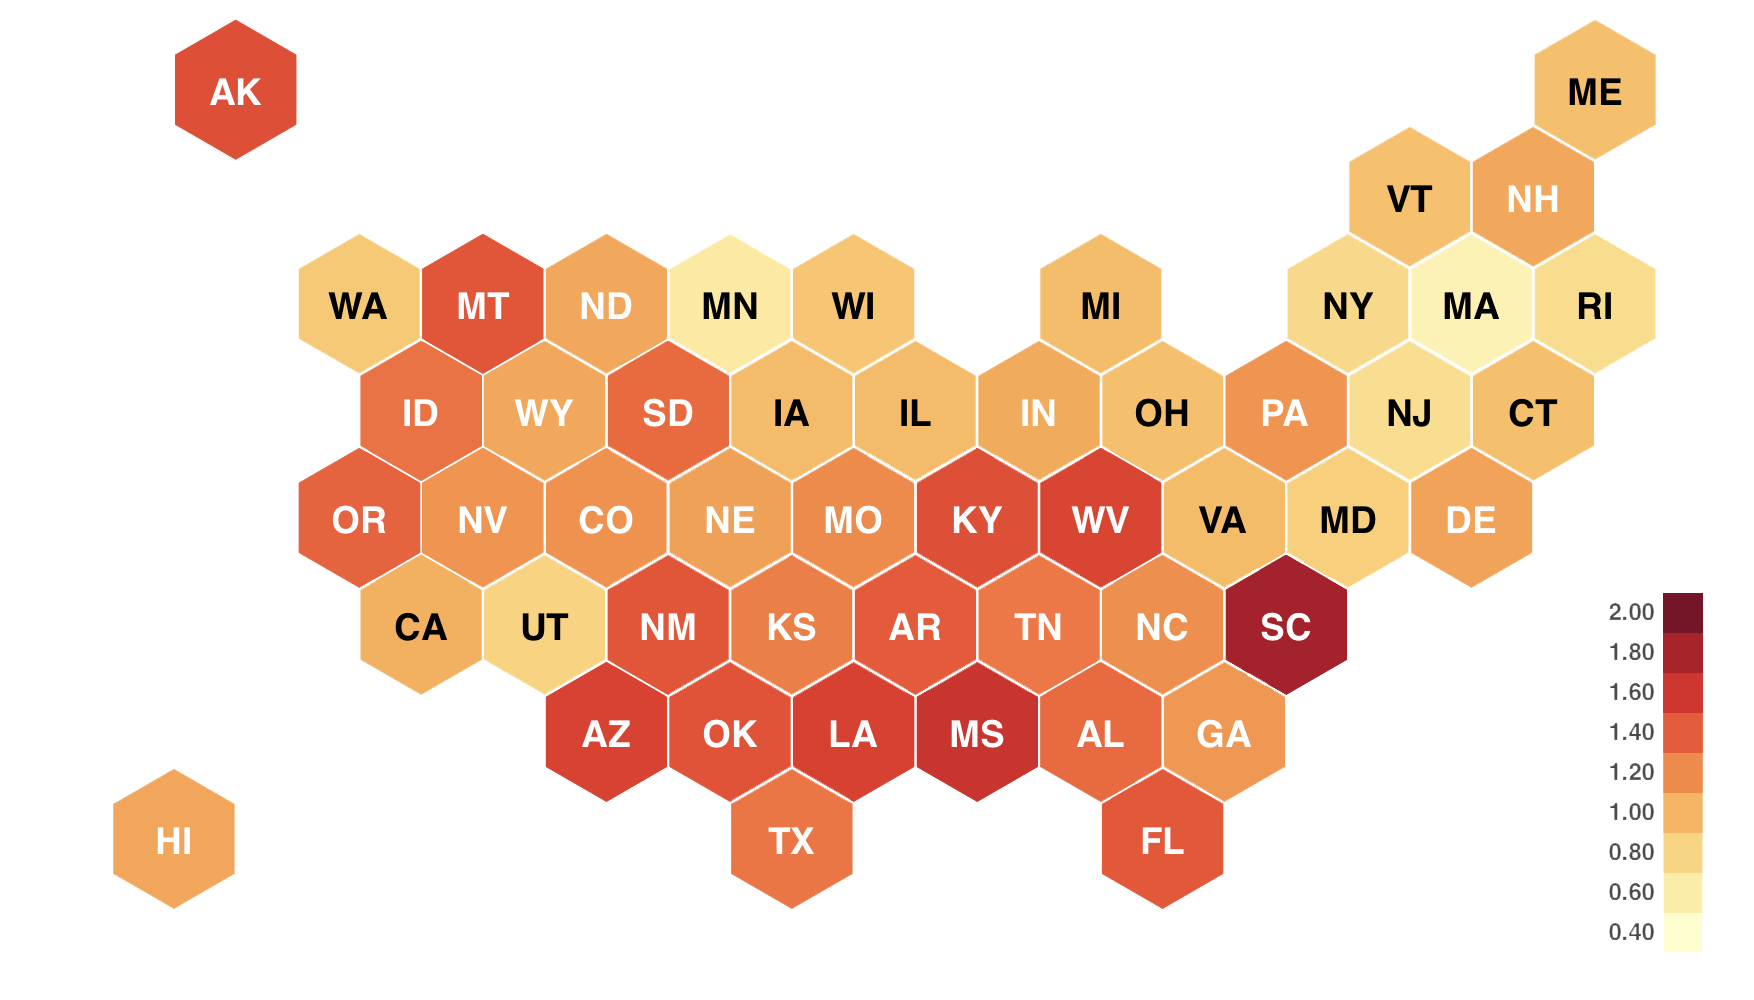 AK
ME
VT NH
WA MT ND MN WI MI NY MA RI
ID WY SD IA IL IN OH PA NJ CT
OR NV CO NE MO KY WV VA MD DE
CA UT NM KS AR TN NC SC
AZ OK LA MS AL GA
HI TX FL
2.00
1.80
1.60
1.40
1.20
1.00
0.80
0.60
0.40